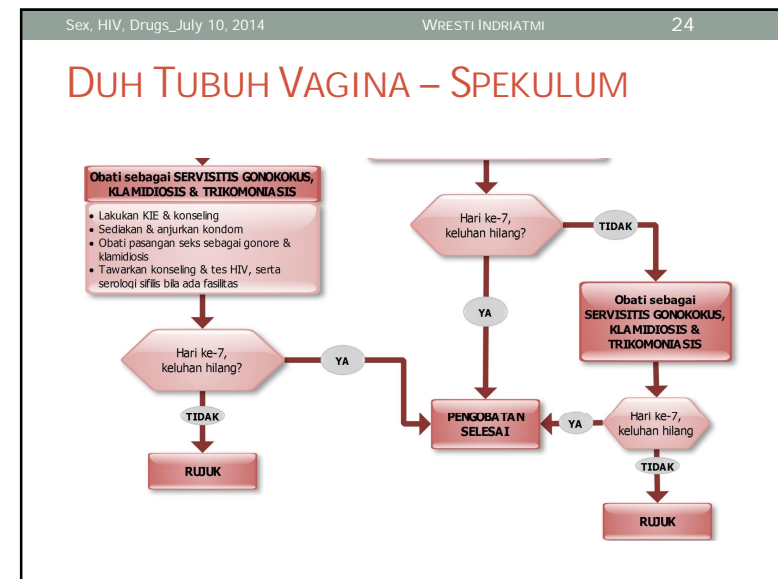 Sex, HIV, Drugs_July 10, 2014
WRESTI INDRIATMI
24
DUH TUBUH VAGINA – SPEKULUM
Obati sebagai SERVISITIS GONOKOKUS,
KLAMIDIOSIS & TRIKOMONIASIS
• Lakukan KIE & konseling
• Sediakan & anjurkan kondom
• Obati pasangan seks sebagai gonore &
klamidiosis
• Tawarkan konseling & tes HIV, serta
serologi sifilis bila ada fasilitas
Hari ke-7,
keluhan hilang?
YA
TIDAK
RUJUK
Hari ke-7,
keluhan hilang?
TIDAK
YA
Obati sebagai
SERVISITIS GONOKOKUS,
KLAMIDIOSIS &
TRIKOMONIASIS
PENGOBATAN
SELESAI
YA
Hari ke-7,
keluhan hilang
TIDAK
RUJUK